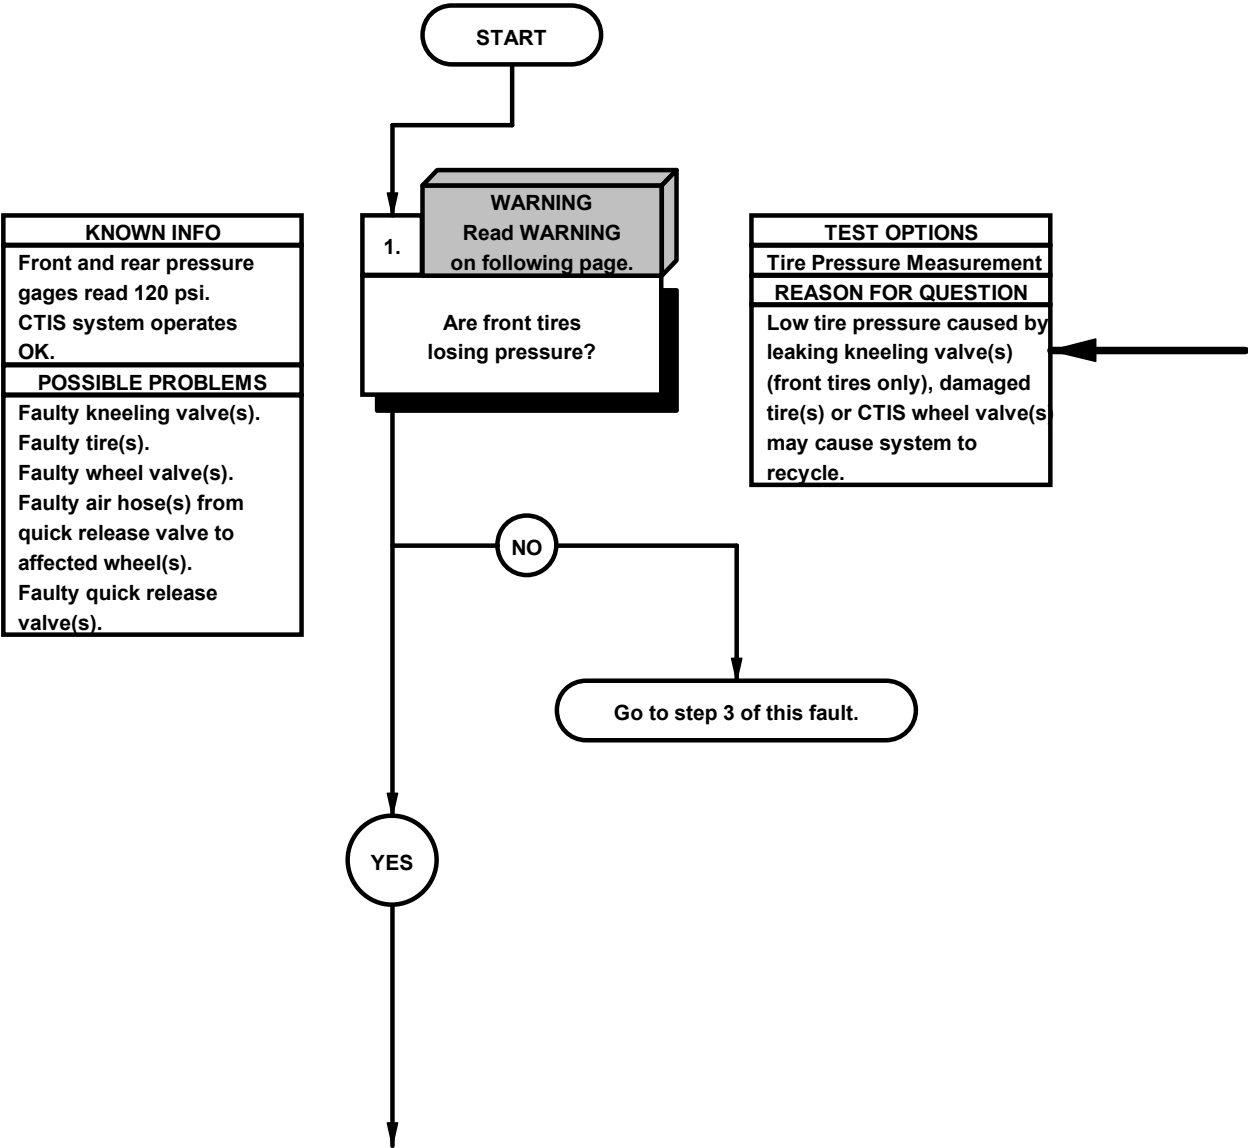 START
WARNING
Read WARNING
on following page.
1.
Are front tires
losing pressure?
KNOWN INFO
Front and rear pressure
gages read 120 psi.
CTIS system operates
OK.
POSSIBLE PROBLEMS
Faulty kneeling valve(s).
Faulty tire(s).
Faulty wheel valve(s).
Faulty air hose(s) from
quick release valve to
affected wheel(s).
Faulty quick release
valve(s).
TEST OPTIONS
Tire Pressure Measurement
REASON FOR QUESTION
Low tire pressure caused by
leaking kneeling valve(s)
(front tires only), damaged
tire(s) or CTIS wheel valve(s
may cause system to
recycle.
NO
Go to step 3 of this fault.
YES